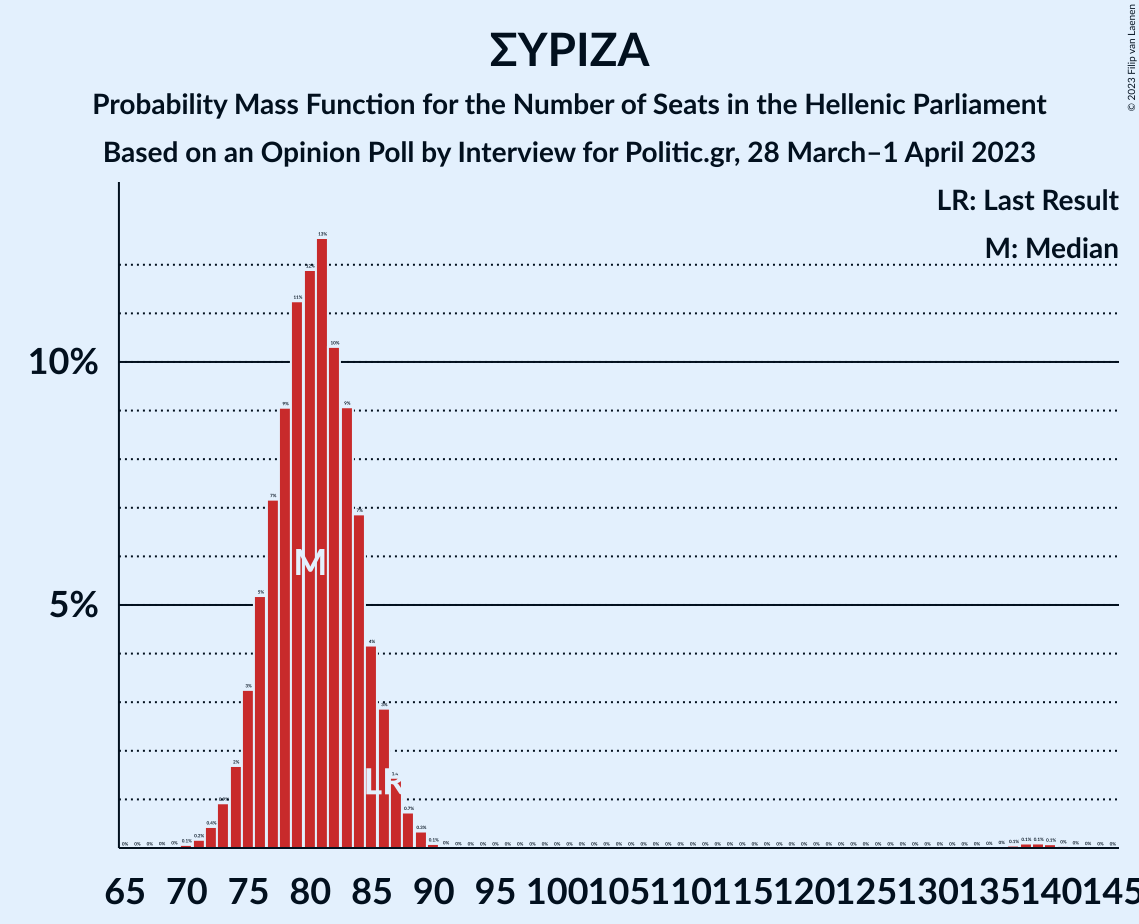 ΣΥΡΙΖΑ
Probability Mass Function for the Number of Seats in the Hellenic Parliament
Based on an Opinion Poll by Interview for Politic.gr, 28 March–1 April 2023
© 2023 Filip van Laenen
LR: Last Result
M: Median
10%
5%
M
LR
65 70 75 80 85 90 95 100 105 110 115 120 125 130 135 140 145